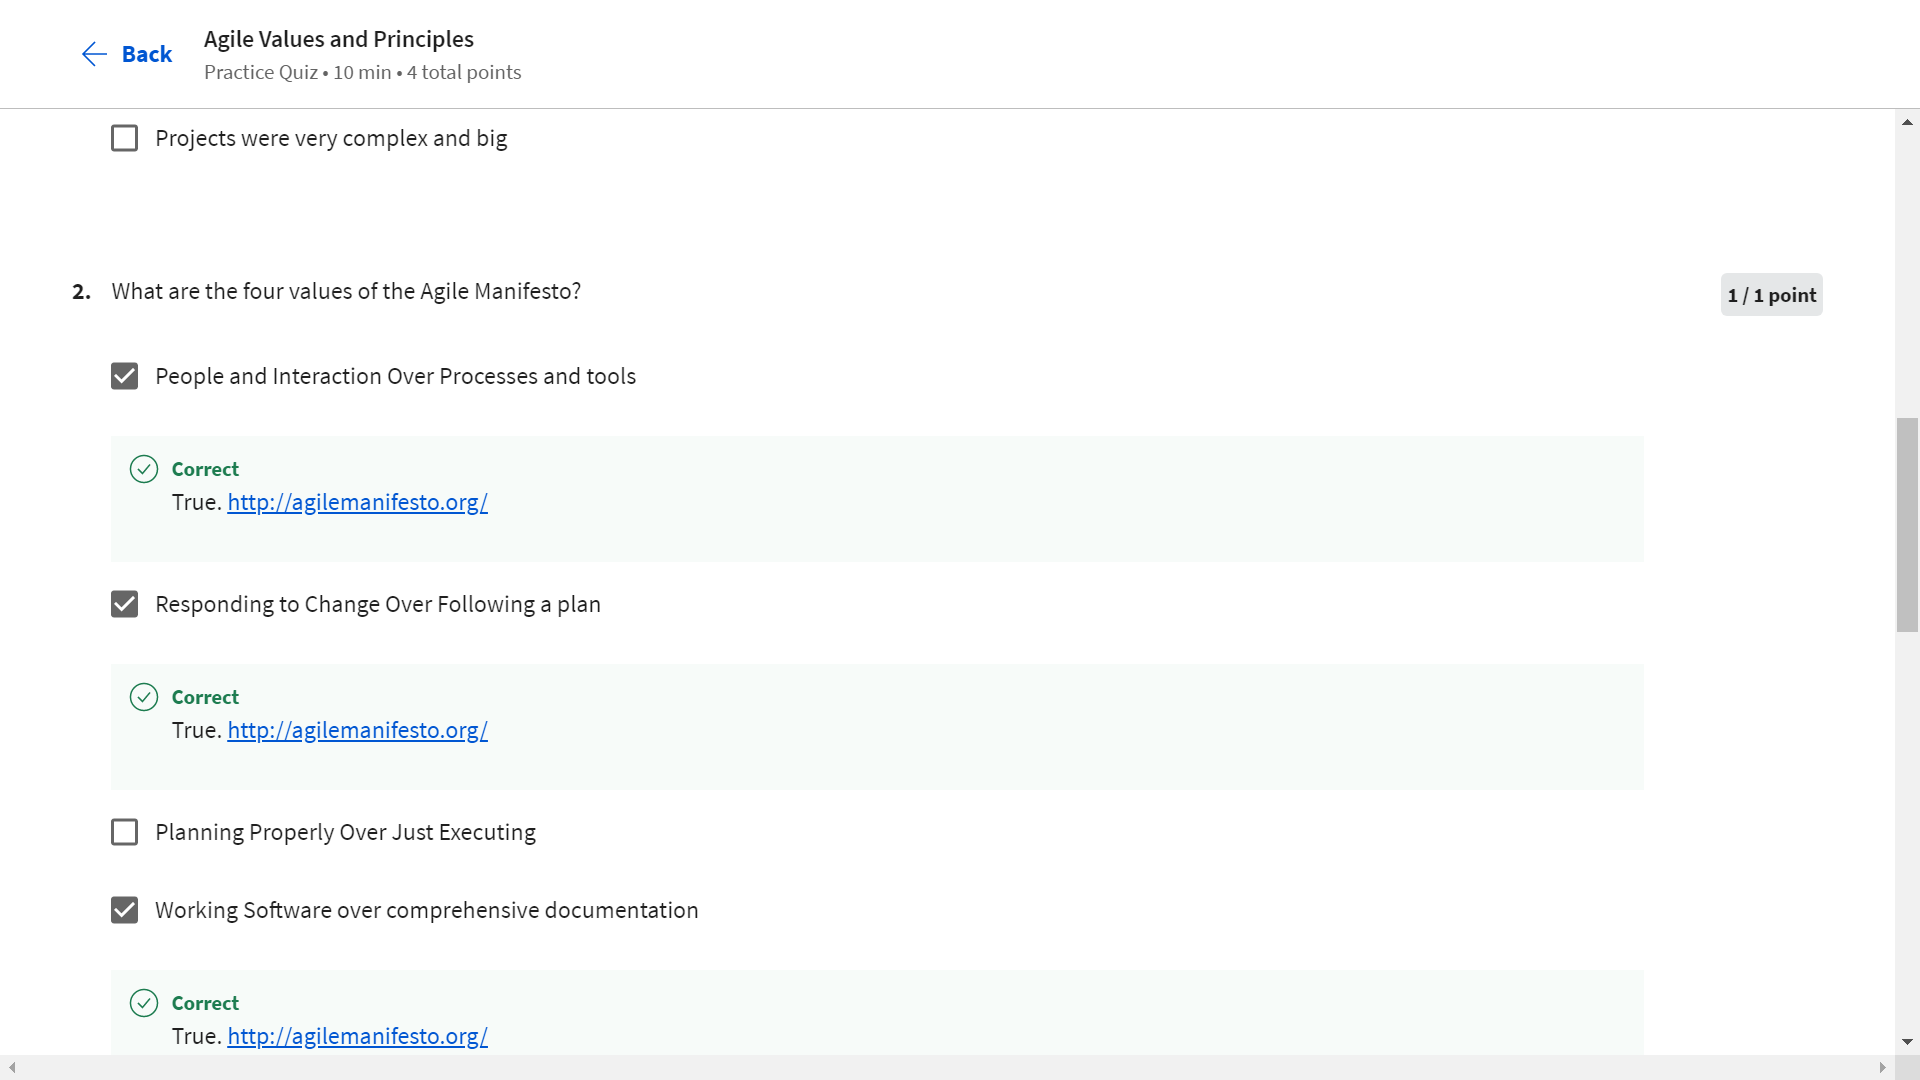 Back
Agile Values and Principles
Practice Quiz • 10 min • 4 total points
Projects were very complex and big
2. What are the four values of the Agile Manifesto?
1 / 1 point
People and Interaction Over Processes and tools
Correct
True. http://agilemanifesto.org/
Responding to Change Over Following a plan
Correct
True. http://agilemanifesto.org/
Planning Properly Over Just Executing
Working Software over comprehensive documentation
Correct
True. http://agilemanifesto.org/